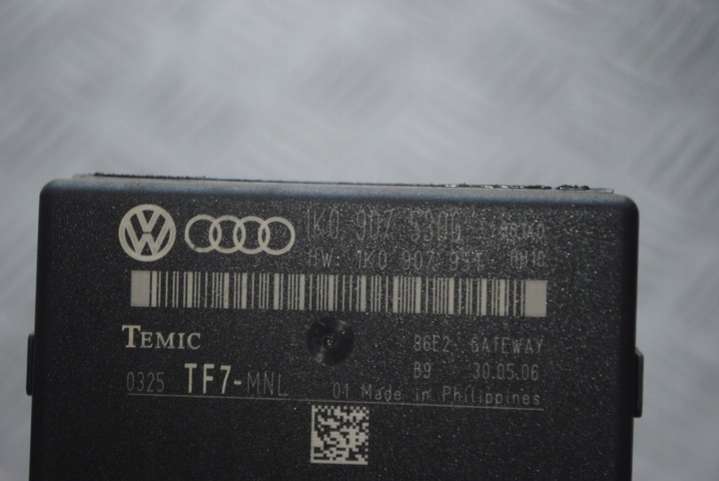 1K0 907 530G
HW: 1K0 907 951
TEMIC
86E2 GATEWAY
B9 30.05.06
0325 TF7-MNL 01 Made in Philippines